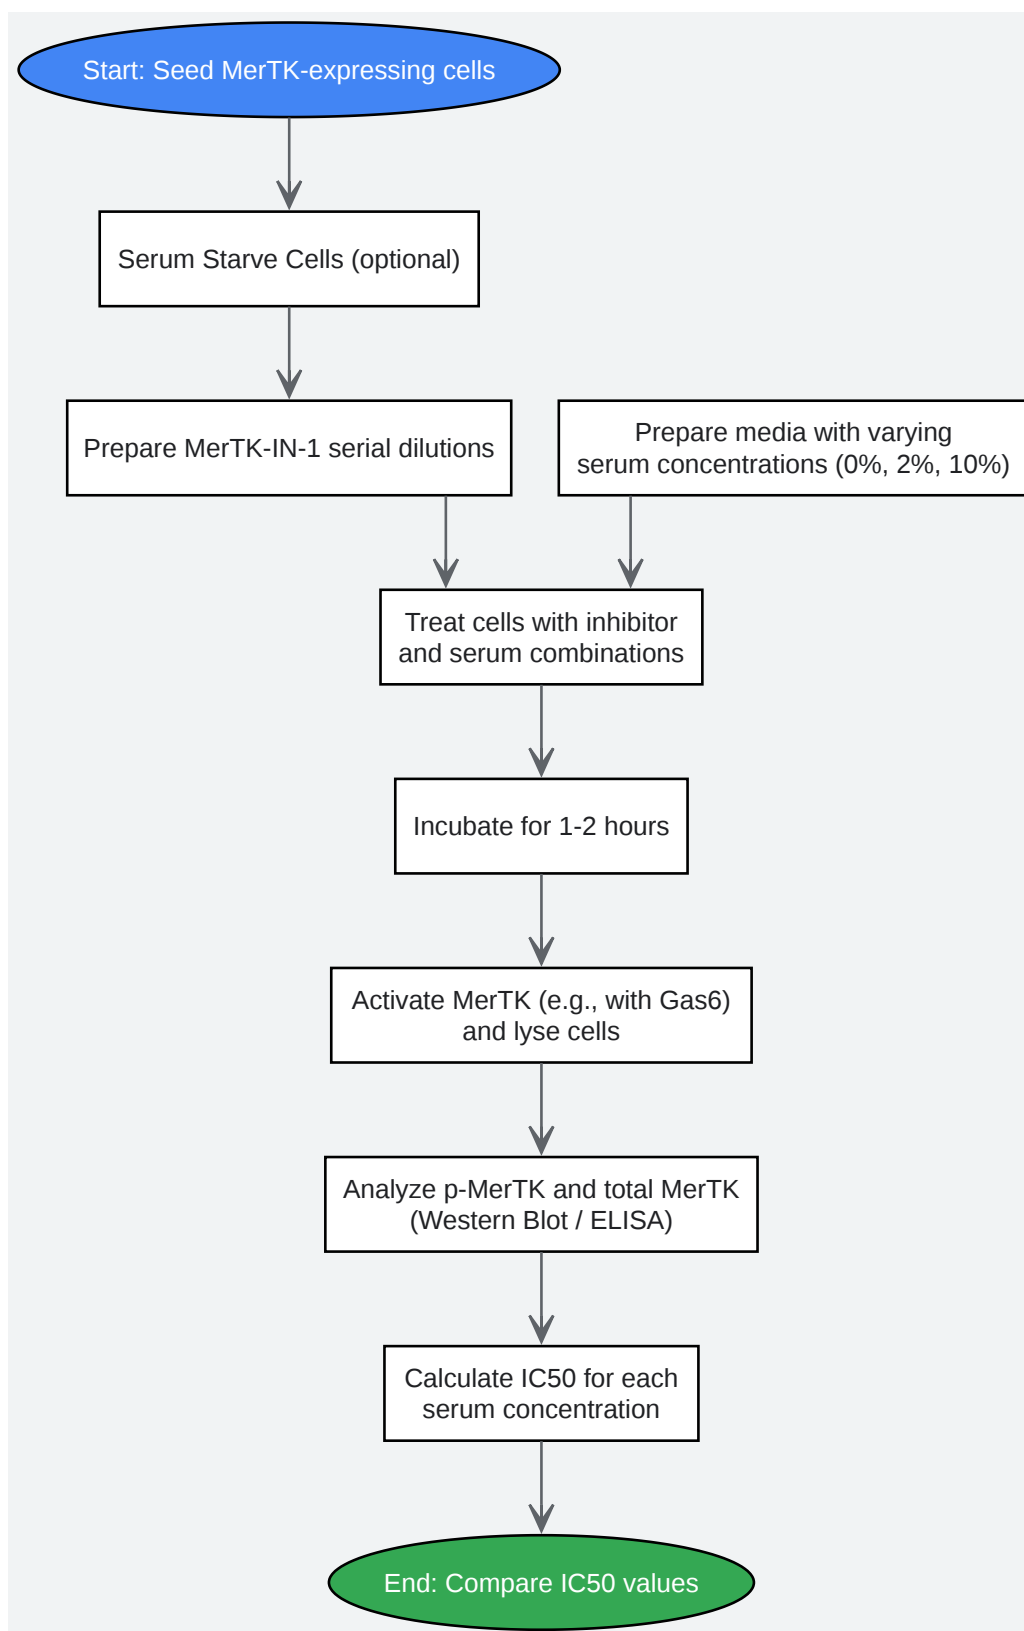 Start: Seed MerTK-expressing cells
Serum Starve Cells (optional)
Prepare MerTK-IN-1 serial dilutions
Prepare media with varying
serum concentrations (0%, 2%, 10%)
Treat cells with inhibitor
and serum combinations
Incubate for 1-2 hours
Activate MerTK (e.g., with Gas6)
and lyse cells
Analyze p-MerTK and total MerTK
(Western Blot / ELISA)
Calculate IC50 for each
serum concentration
End: Compare IC50 values